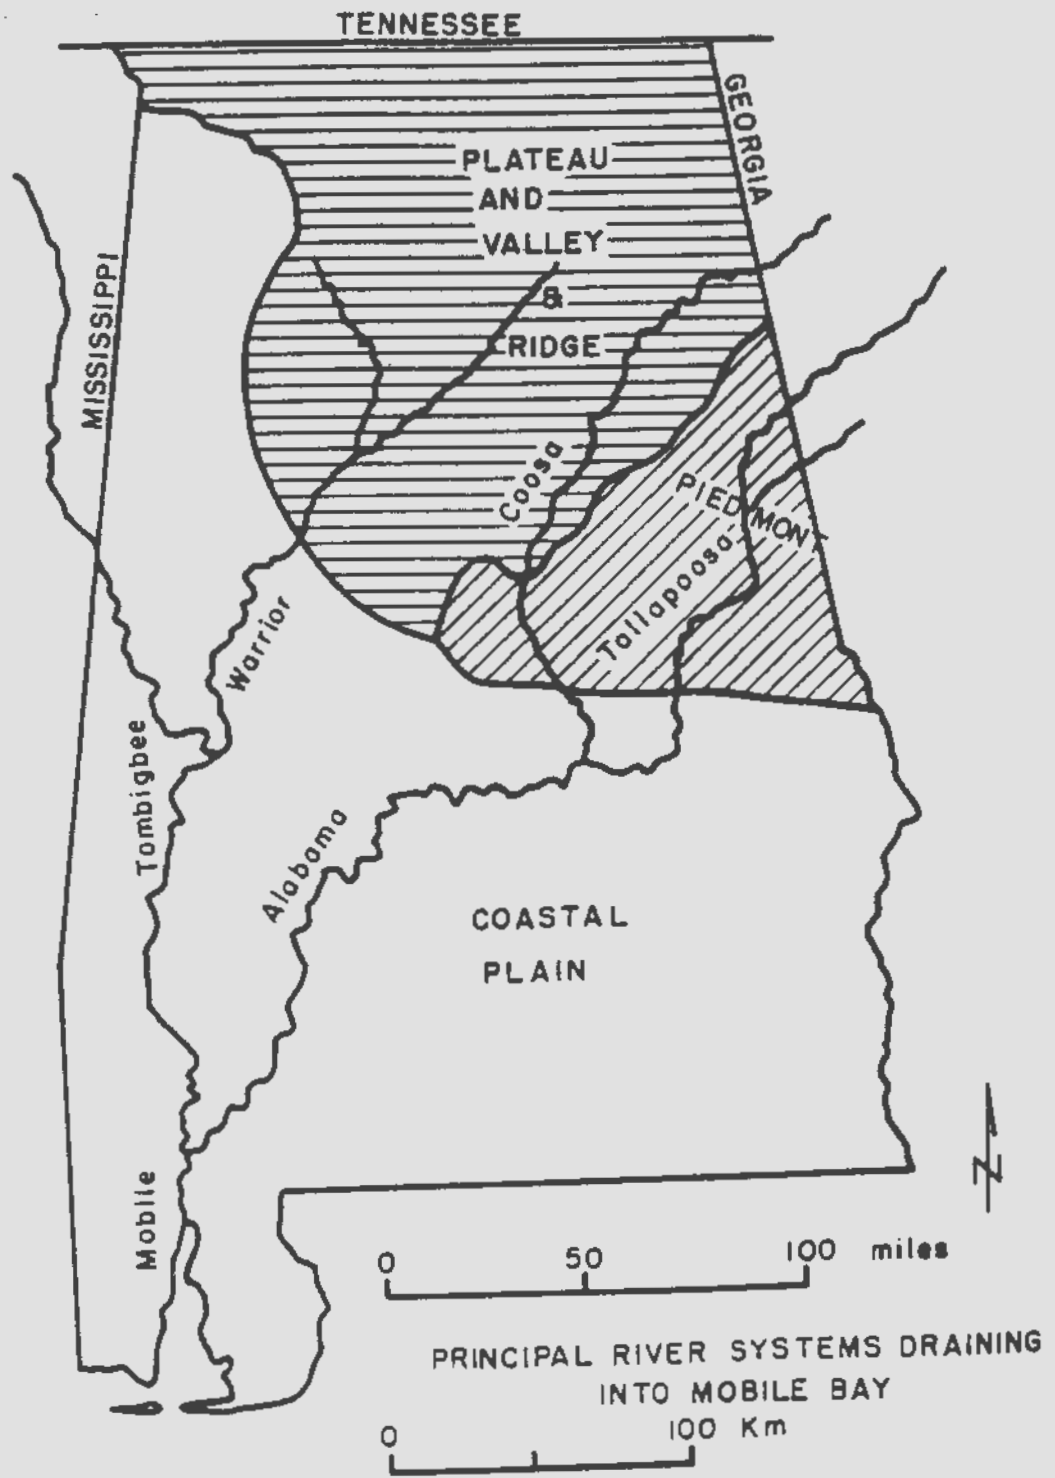 TENNESSEE
GEORGIA
PLATEAU
AND
VALLEY
&
RIDGE
MISSISSIPPI
Coosa
PIEDMONT
Tallapoosa
Warrior
Tombigbee
Alabama
COASTAL
PLAIN
Mobile
N
0 50 100 miles
PRINCIPAL RIVER SYSTEMS DRAINING
INTO MOBILE BAY
0 100 Km